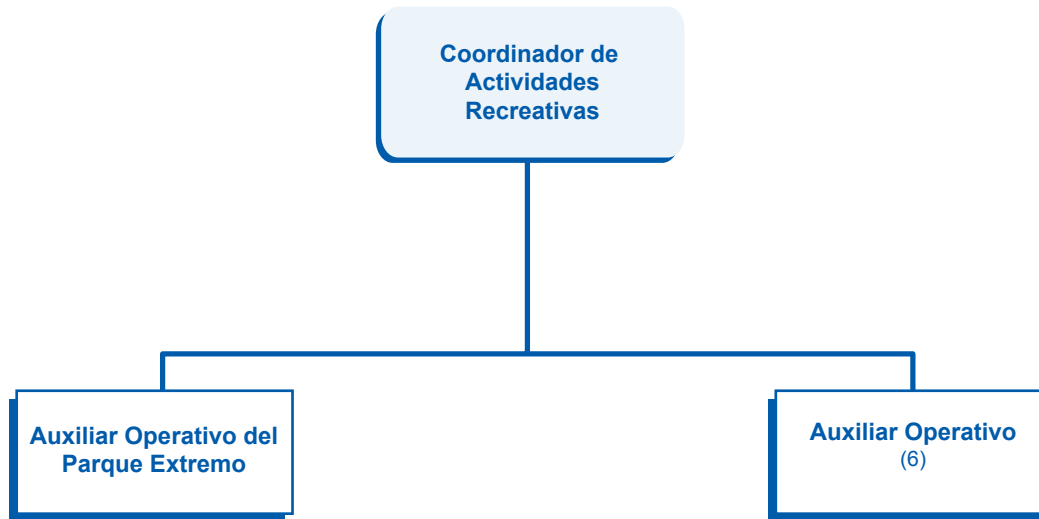 Coordinador de
Actividades
Recreativas
Auxiliar Operativo del
Parque Extremo
Auxiliar Operativo
(6)